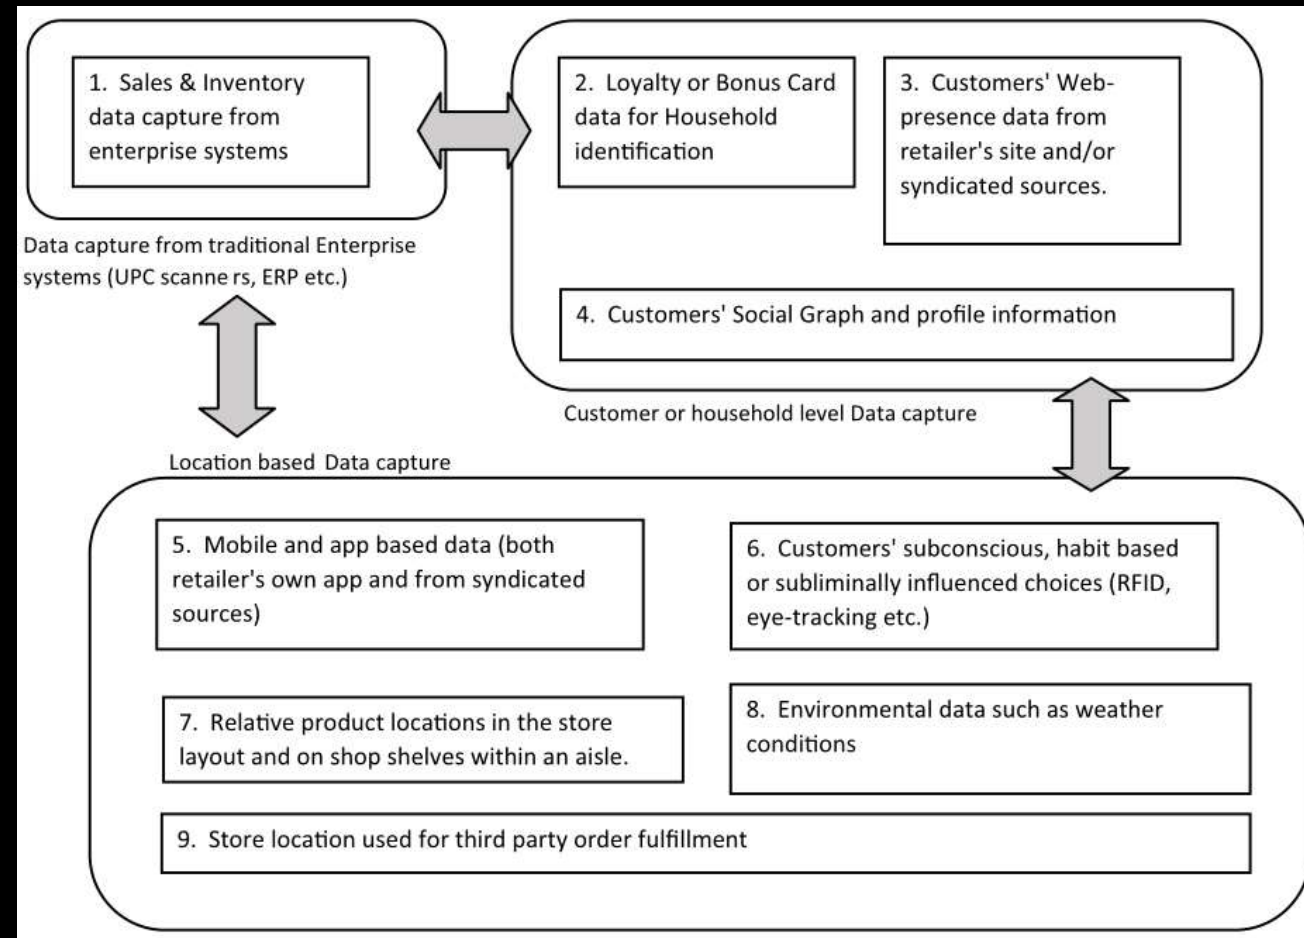 1. Sales & Inventory
data capture from
enterprise systems
2. Loyalty or Bonus Card
data for Household
identification
3. Customers' Web-
presence data from
retailer's site and/or
syndicated sources.
Data capture from traditional Enterprise
systems (UPC scanne rs, ERP etc.)
4. Customers' Social Graph and profile information
Customer or household level Data capture
Location based Data capture
5. Mobile and app based data (both
retailer's own app and from syndicated
sources)
6. Customers' subconscious, habit based
or subliminally influenced choices (RFID,
eye-tracking etc.)
7. Relative product locations in the store
layout and on shop shelves within an aisle.
8. Environmental data such as weather
conditions
9. Store location used for third party order fulfillment